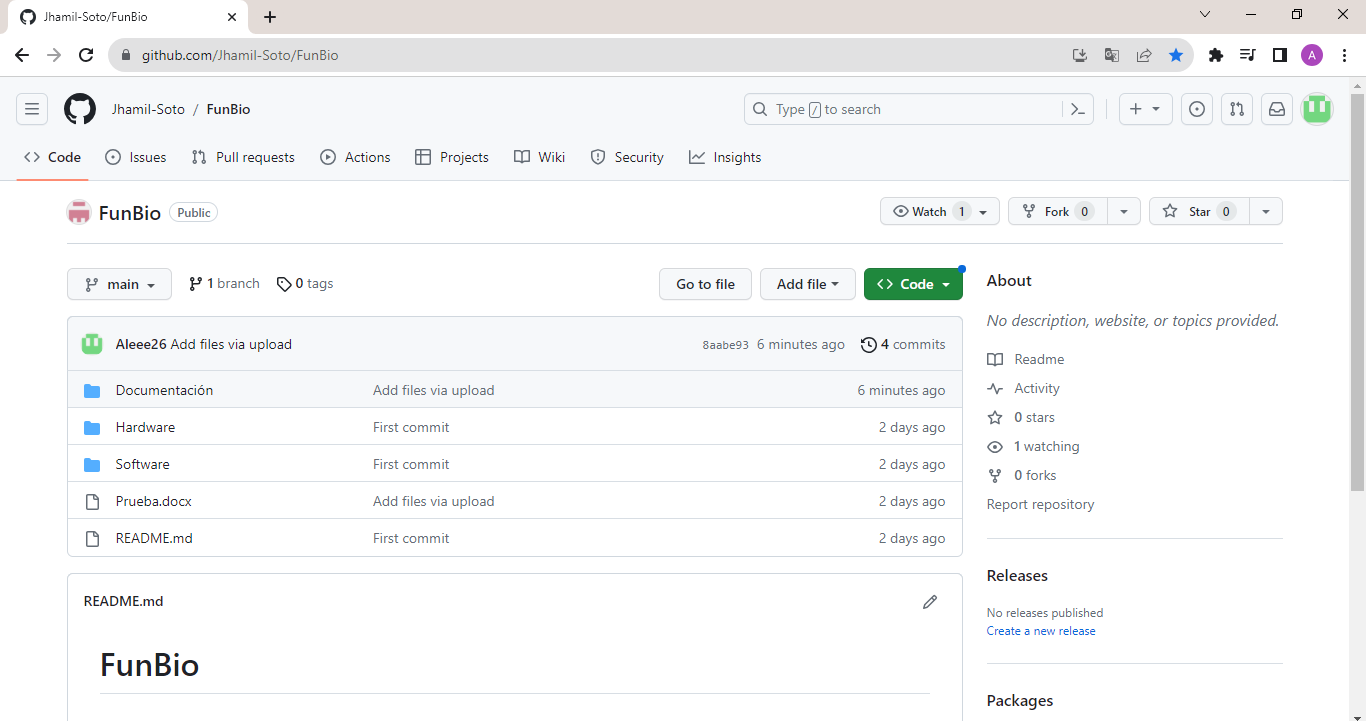 Jhamil-Soto/FunBio
github.com/Jhamil-Soto/FunBio
A
Jhamil-Soto / FunBio
Type / to search
Code Issues Pull requests Actions Projects Wiki Security Insights
FunBio Public
Watch 1 Fork 0 Star 0
main 1 branch 0 tags Go to file Add file Code
Aleee26 Add files via upload 8aabe93 6 minutes ago 4 commits
Documentación Add files via upload 6 minutes ago
Hardware First commit 2 days ago
Software First commit 2 days ago
Prueba.docx Add files via upload 2 days ago
README.md First commit 2 days ago
README.md
FunBio
About
No description, website, or topics provided.
Readme
Activity
0 stars
1 watching
0 forks
Report repository
Releases
No releases published
Create a new release
Packages